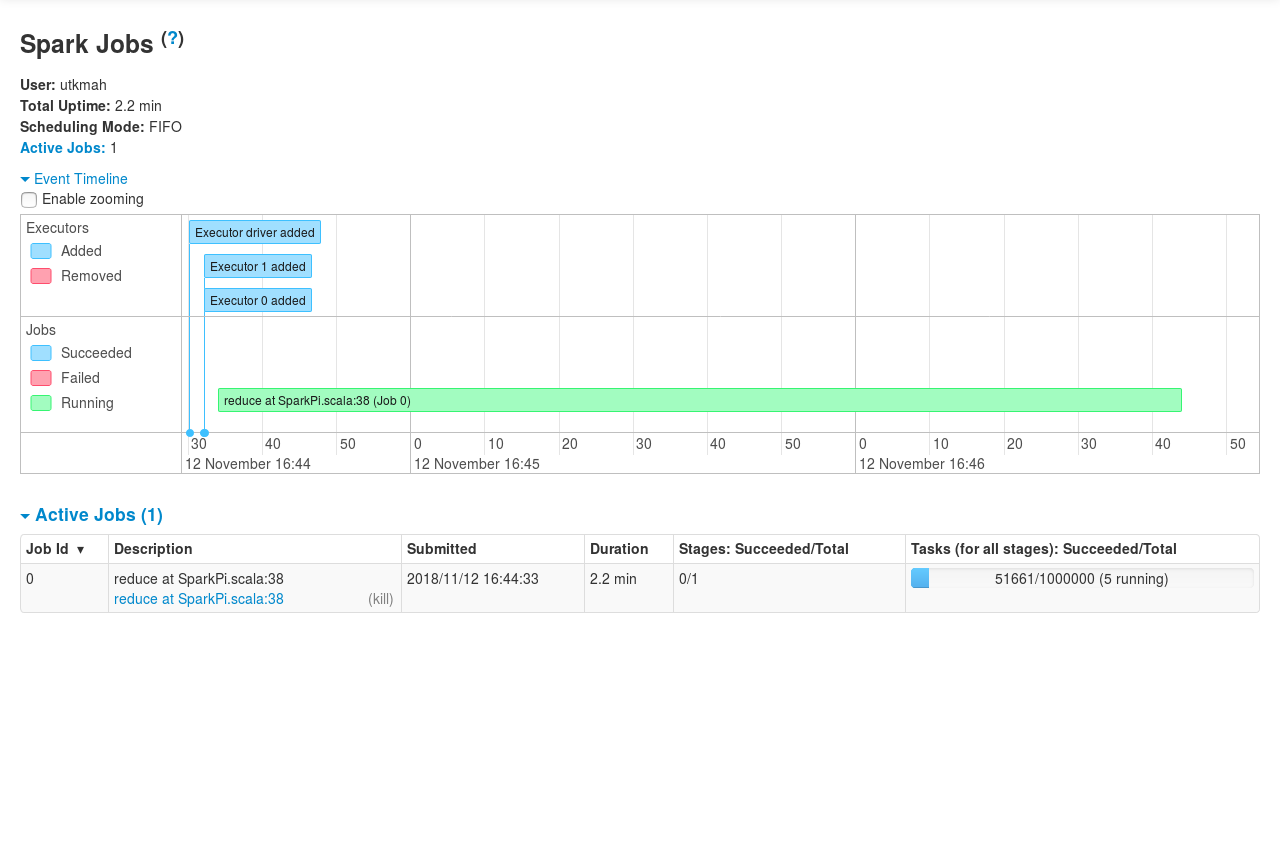 Spark Jobs (?)
User: utkmah
Total Uptime: 2.2 min
Scheduling Mode: FIFO
Active Jobs: 1
Event Timeline
Enable zooming
Executors
Added
Removed
Executor driver added
Executor 1 added
Executor 0 added
Jobs
Succeeded
Failed
Running
reduce at SparkPi.scala:38 (Job 0)
30 40 50 0 10 20 30 40 50 0 10 20 30 40 50
12 November 16:44 12 November 16:45 12 November 16:46
Active Jobs (1)
Job Id ▾ Description Submitted Duration Stages: Succeeded/Total Tasks (for all stages): Succeeded/Total
0 reduce at SparkPi.scala:38 2018/11/12 16:44:33 2.2 min 0/1 51661/1000000 (5 running)
reduce at SparkPi.scala:38 (kill)